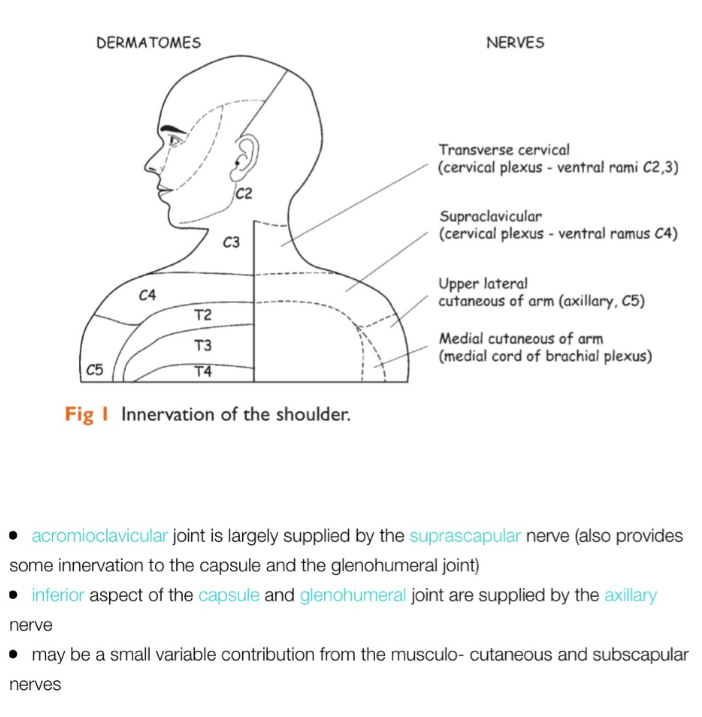 DERMATOMES
NERVES
Transverse cervical
(cervical plexus - ventral rami C2,3)
C2
Supraclavicular
(cervical plexus - ventral ramus C4)
C3
Upper lateral
cutaneous of arm (axillary, C5)
C4
T2
Medial cutaneous of arm
(medial cord of brachial plexus)
T3
C5
T4
Fig 1 Innervation of the shoulder.
• acromioclavicular joint is largely supplied by the suprascapular nerve (also provides
some innervation to the capsule and the glenohumeral joint)
• inferior aspect of the capsule and glenohumeral joint are supplied by the axillary
nerve
• may be a small variable contribution from the musculo- cutaneous and subscapular
nerves